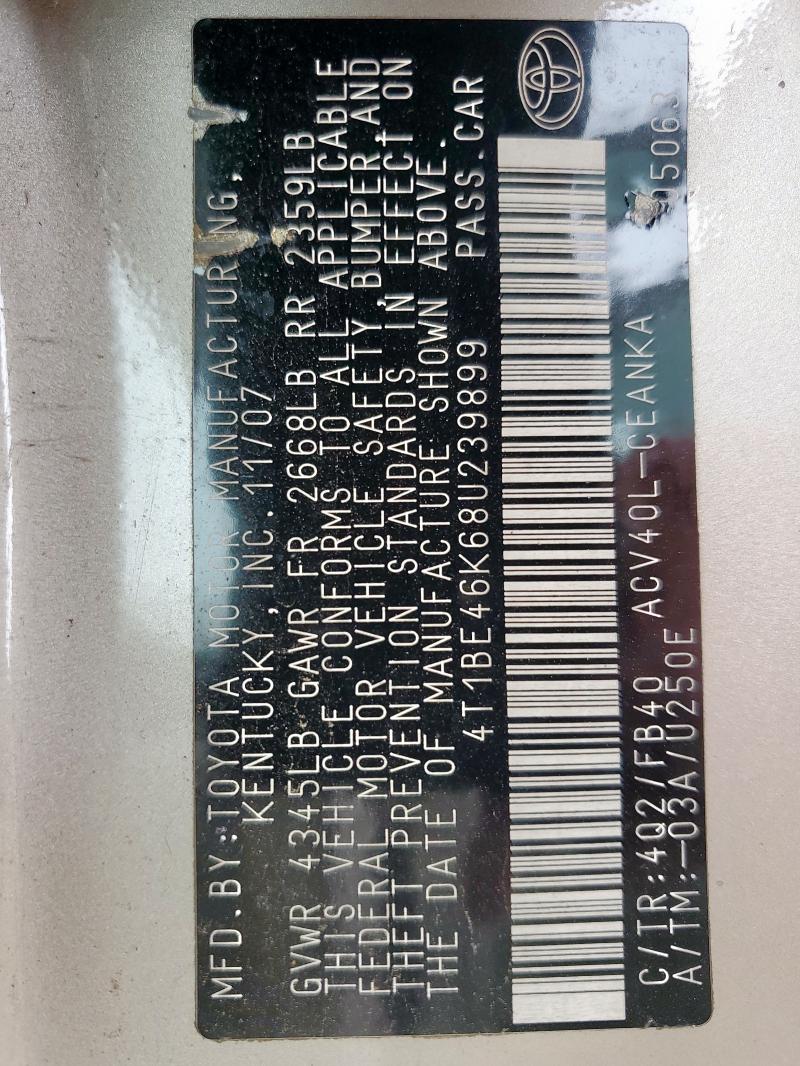 MFD.BY:TOYOTA MOTOR MANUFACTURING,
KENTUCKY, INC. 11/07
GVWR 4345LB GAWR FR 2668LB RR 2359LB
THIS VEHICLE CONFORMS TO ALL APPLICABLE
FEDERAL MOTOR VEHICLE SAFETY, BUMPER, AND
THEFT PREVENTION STANDARDS IN EFFECT ON
THE DATE OF MANUFACTURE SHOWN ABOVE.
4T1BE46K68U239899 PASS.CAR
C/TR:4Q2/FB40 ACV40L-CEANKA
A/TM:-03A/U250E